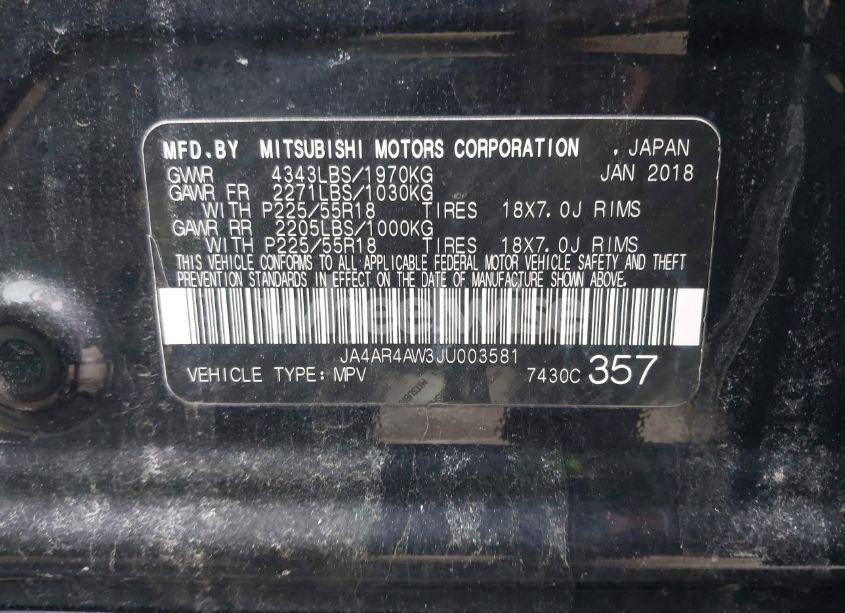 MFD.BY MITSUBISHI MOTORS CORPORATION . JAPAN
GVWR 4343LBS/1970KG JAN 2018
GAWR FR 2271LBS/1030KG
WITH P225/55R18 TIRES 18X7.0J RIMS
GAWR RR 2205LBS/1000KG
WITH P225/55R18 TIRES 18X7.0J RIMS
THIS VEHICLE CONFORMS TO ALL APPLICABLE FEDERAL MOTOR VEHICLE SAFETY AND THEFT
PREVENTION STANDARDS IN EFFECT ON THE DATE OF MANUFACTURE SHOWN ABOVE.
JA4AR4AW3JU003581
VEHICLE TYPE: MPV 7430C 357